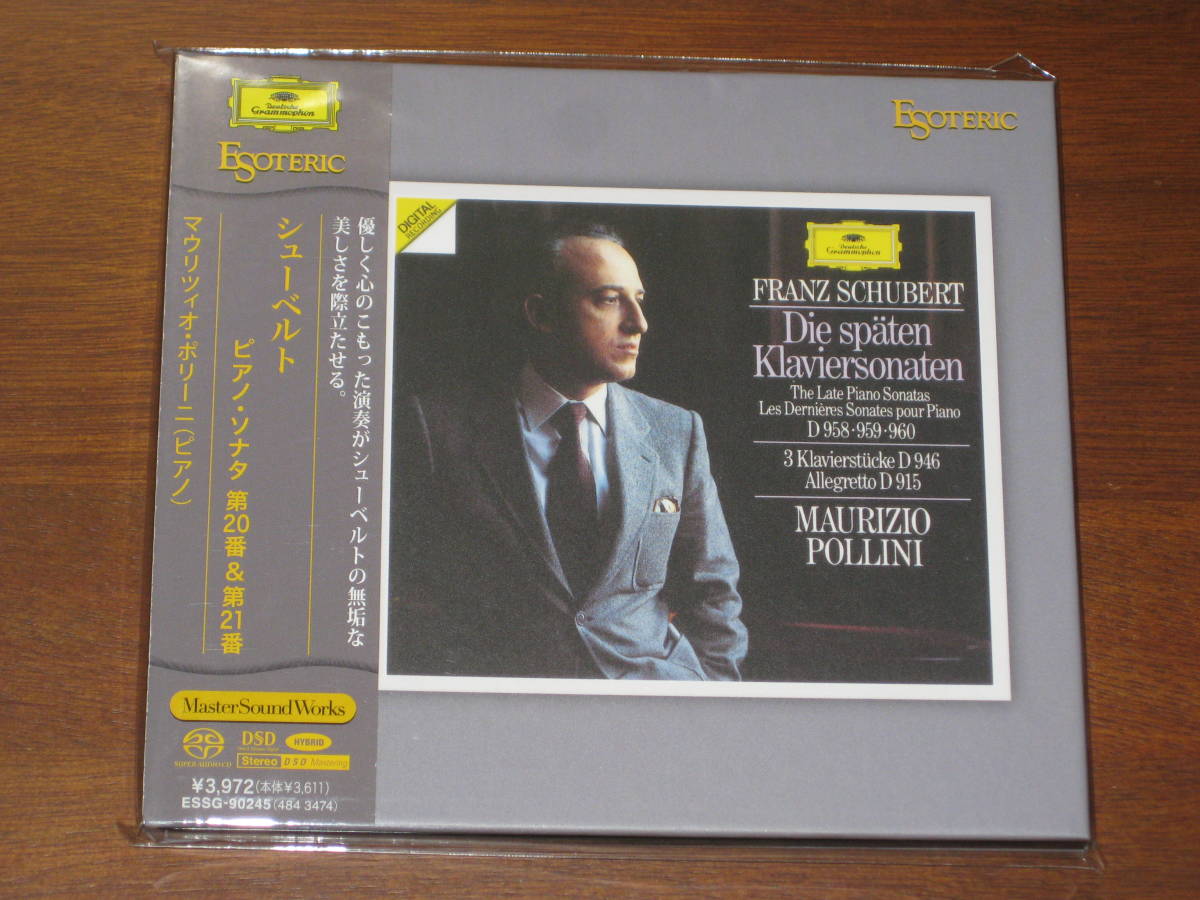 Deutsche
Grammophon
ESOTERIC
優しく心のこもった演奏がシューベルトの無垢な
美しさを際立たせる。
シューベルト
ピアノ・ソナタ 第20番&第21番
マウリツィオ・ポリーニ(ピアノ)
MasterSoundWorks
SUPER AUDIO CD
DSD
HYBRID
Stereo DSD Mastering
¥3,972(本体¥3,611)
ESSG-90245(484 3474)
ESOTERIC
DIGITAL
RECORDING
Deutsche
Grammophon
FRANZ SCHUBERT
Die späten
Klaviersonaten
The Late Piano Sonatas
Les Dernières Sonates pour Piano
D 958·959·960
3 Klavierstücke D 946
Allegretto D 915
MAURIZIO
POLLINI